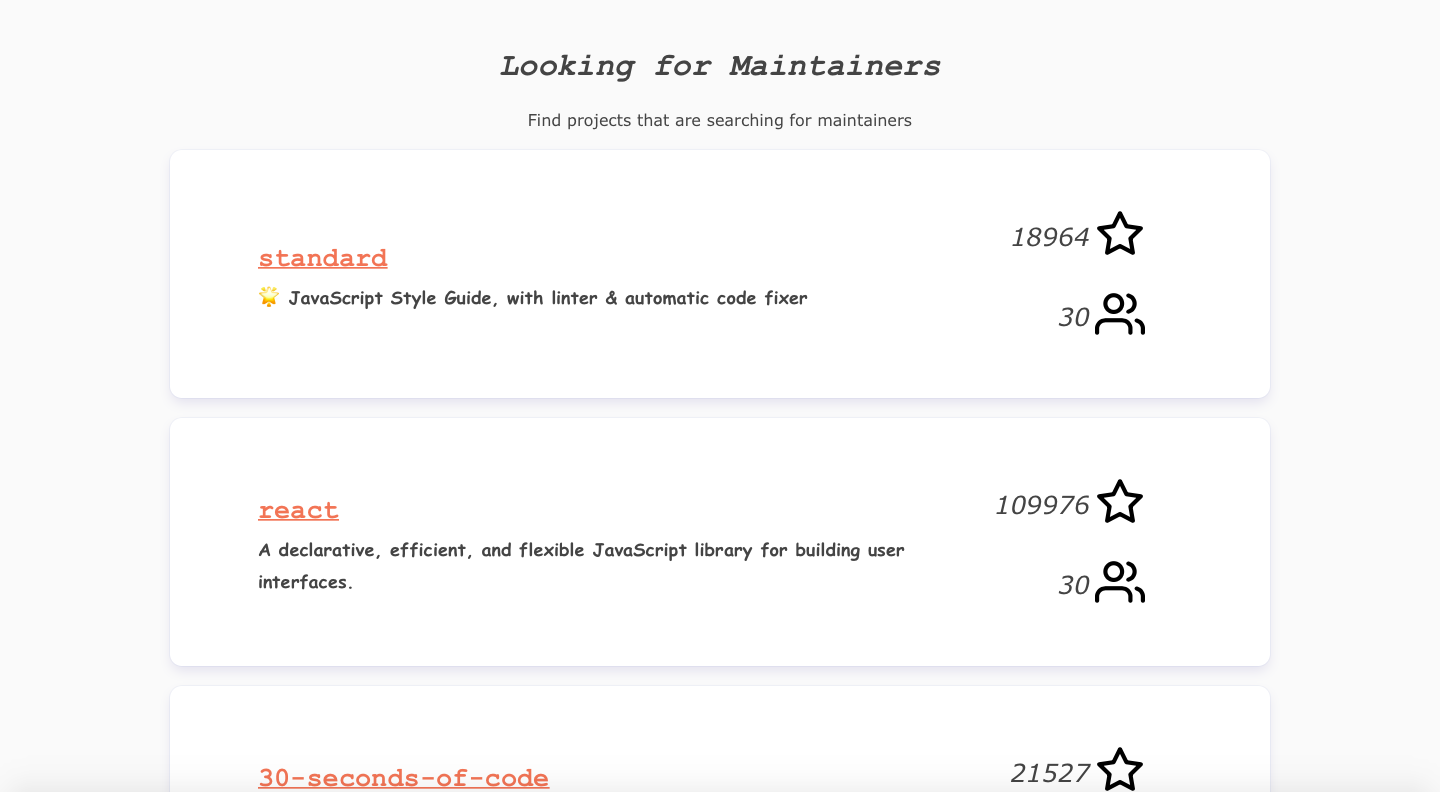 Looking for Maintainers
Find projects that are searching for maintainers
standard
🌟 JavaScript Style Guide, with linter & automatic code fixer
18964
30
react
A declarative, efficient, and flexible JavaScript library for building user
interfaces.
109976
30
30-seconds-of-code
21527